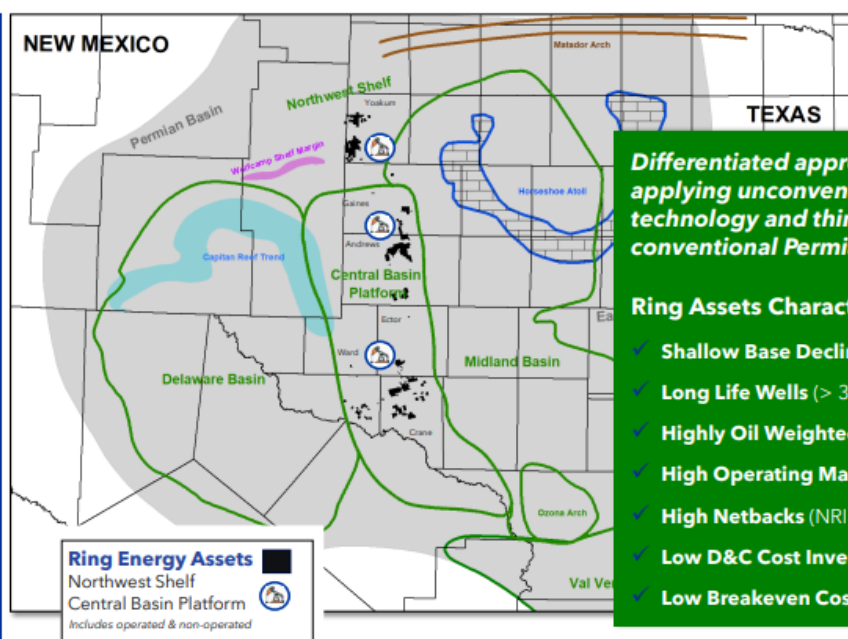 NEW MEXICO
Matador Arch
Northwest Shelf
Yoakum
Permian Basin
TEXAS
Wolfcamp Shelf Margin
Horseshoe Atoll
Gaines
Andrews
Capitan Reef Trend
Central Basin
Platform
Ector
Ward
Midland Basin
Delaware Basin
Crane
Ozona Arch
Val Ver
Ea
Differentiated appr
applying unconven
technology and thin
conventional Permi
Ring Assets Charact
Shallow Base Declin
Long Life Wells (> 3
Highly Oil Weighte
High Operating Ma
High Netbacks (NRI
Low D&C Cost Inve
Low Breakeven Cos
Ring Energy Assets
Northwest Shelf
Central Basin Platform
Includes operated & non-operated